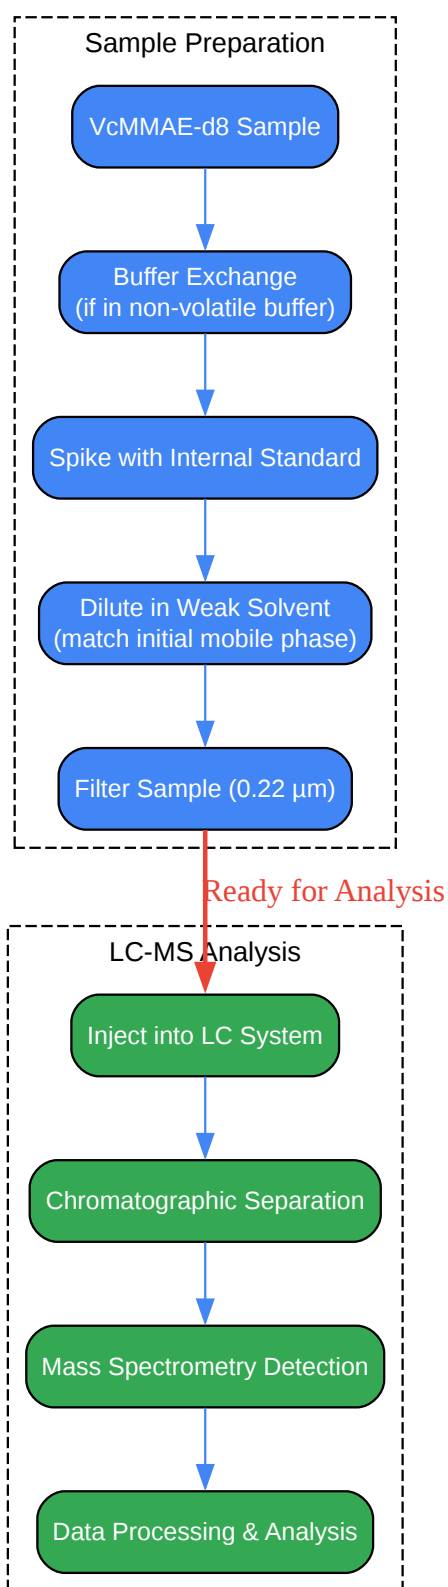 Sample Preparation
VcMMAE-d8 Sample
Buffer Exchange
(if in non-volatile buffer)
Spike with Internal Standard
Dilute in Weak Solvent
(match initial mobile phase)
Filter Sample (0.22 µm)
Ready for Analysis
LC-MS Analysis
Inject into LC System
Chromatographic Separation
Mass Spectrometry Detection
Data Processing & Analysis